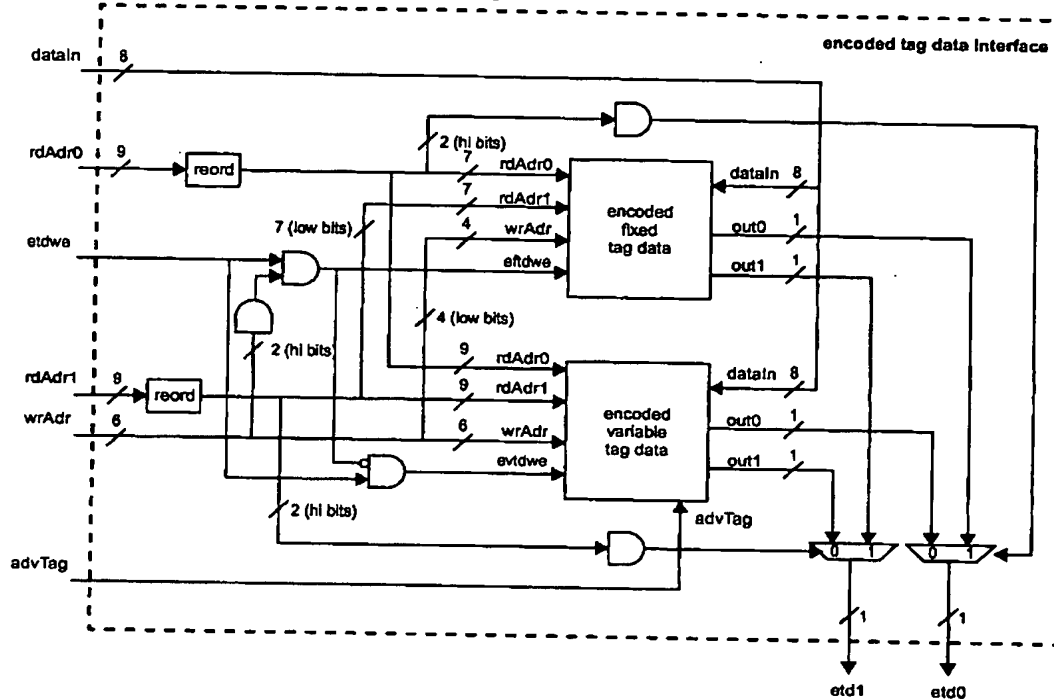 encoded tag data Interface
dataIn
8
2 (hi bits)
rdAdr0
9
reord
7
rdAdr0
7
rdAdr1
4
wrAdr
eftdwe
encoded
fixed
tag data
dataIn
8
out0
1
out1
1
7 (low bits)
etdwe
4 (low bits)
2 (hi bits)
rdAdr1
9
reord
wrAdr
6
9
rdAdr0
9
rdAdr1
6
wrAdr
evtdwe
encoded
variable
tag data
dataIn
8
out0
1
out1
1
2 (hi bits)
advTag
advTag
0
1
0
1
1
1
etd1
etd0